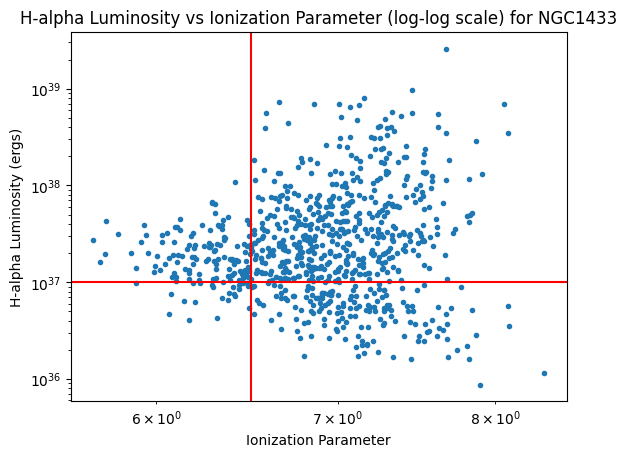 H-alpha Luminosity vs Ionization Parameter (log-log scale) for NGC1433
H-alpha Luminosity (ergs)
10³⁹
10³⁸
10³⁷
10³⁶
6 × 10⁰
7 × 10⁰
8 × 10⁰
Ionization Parameter